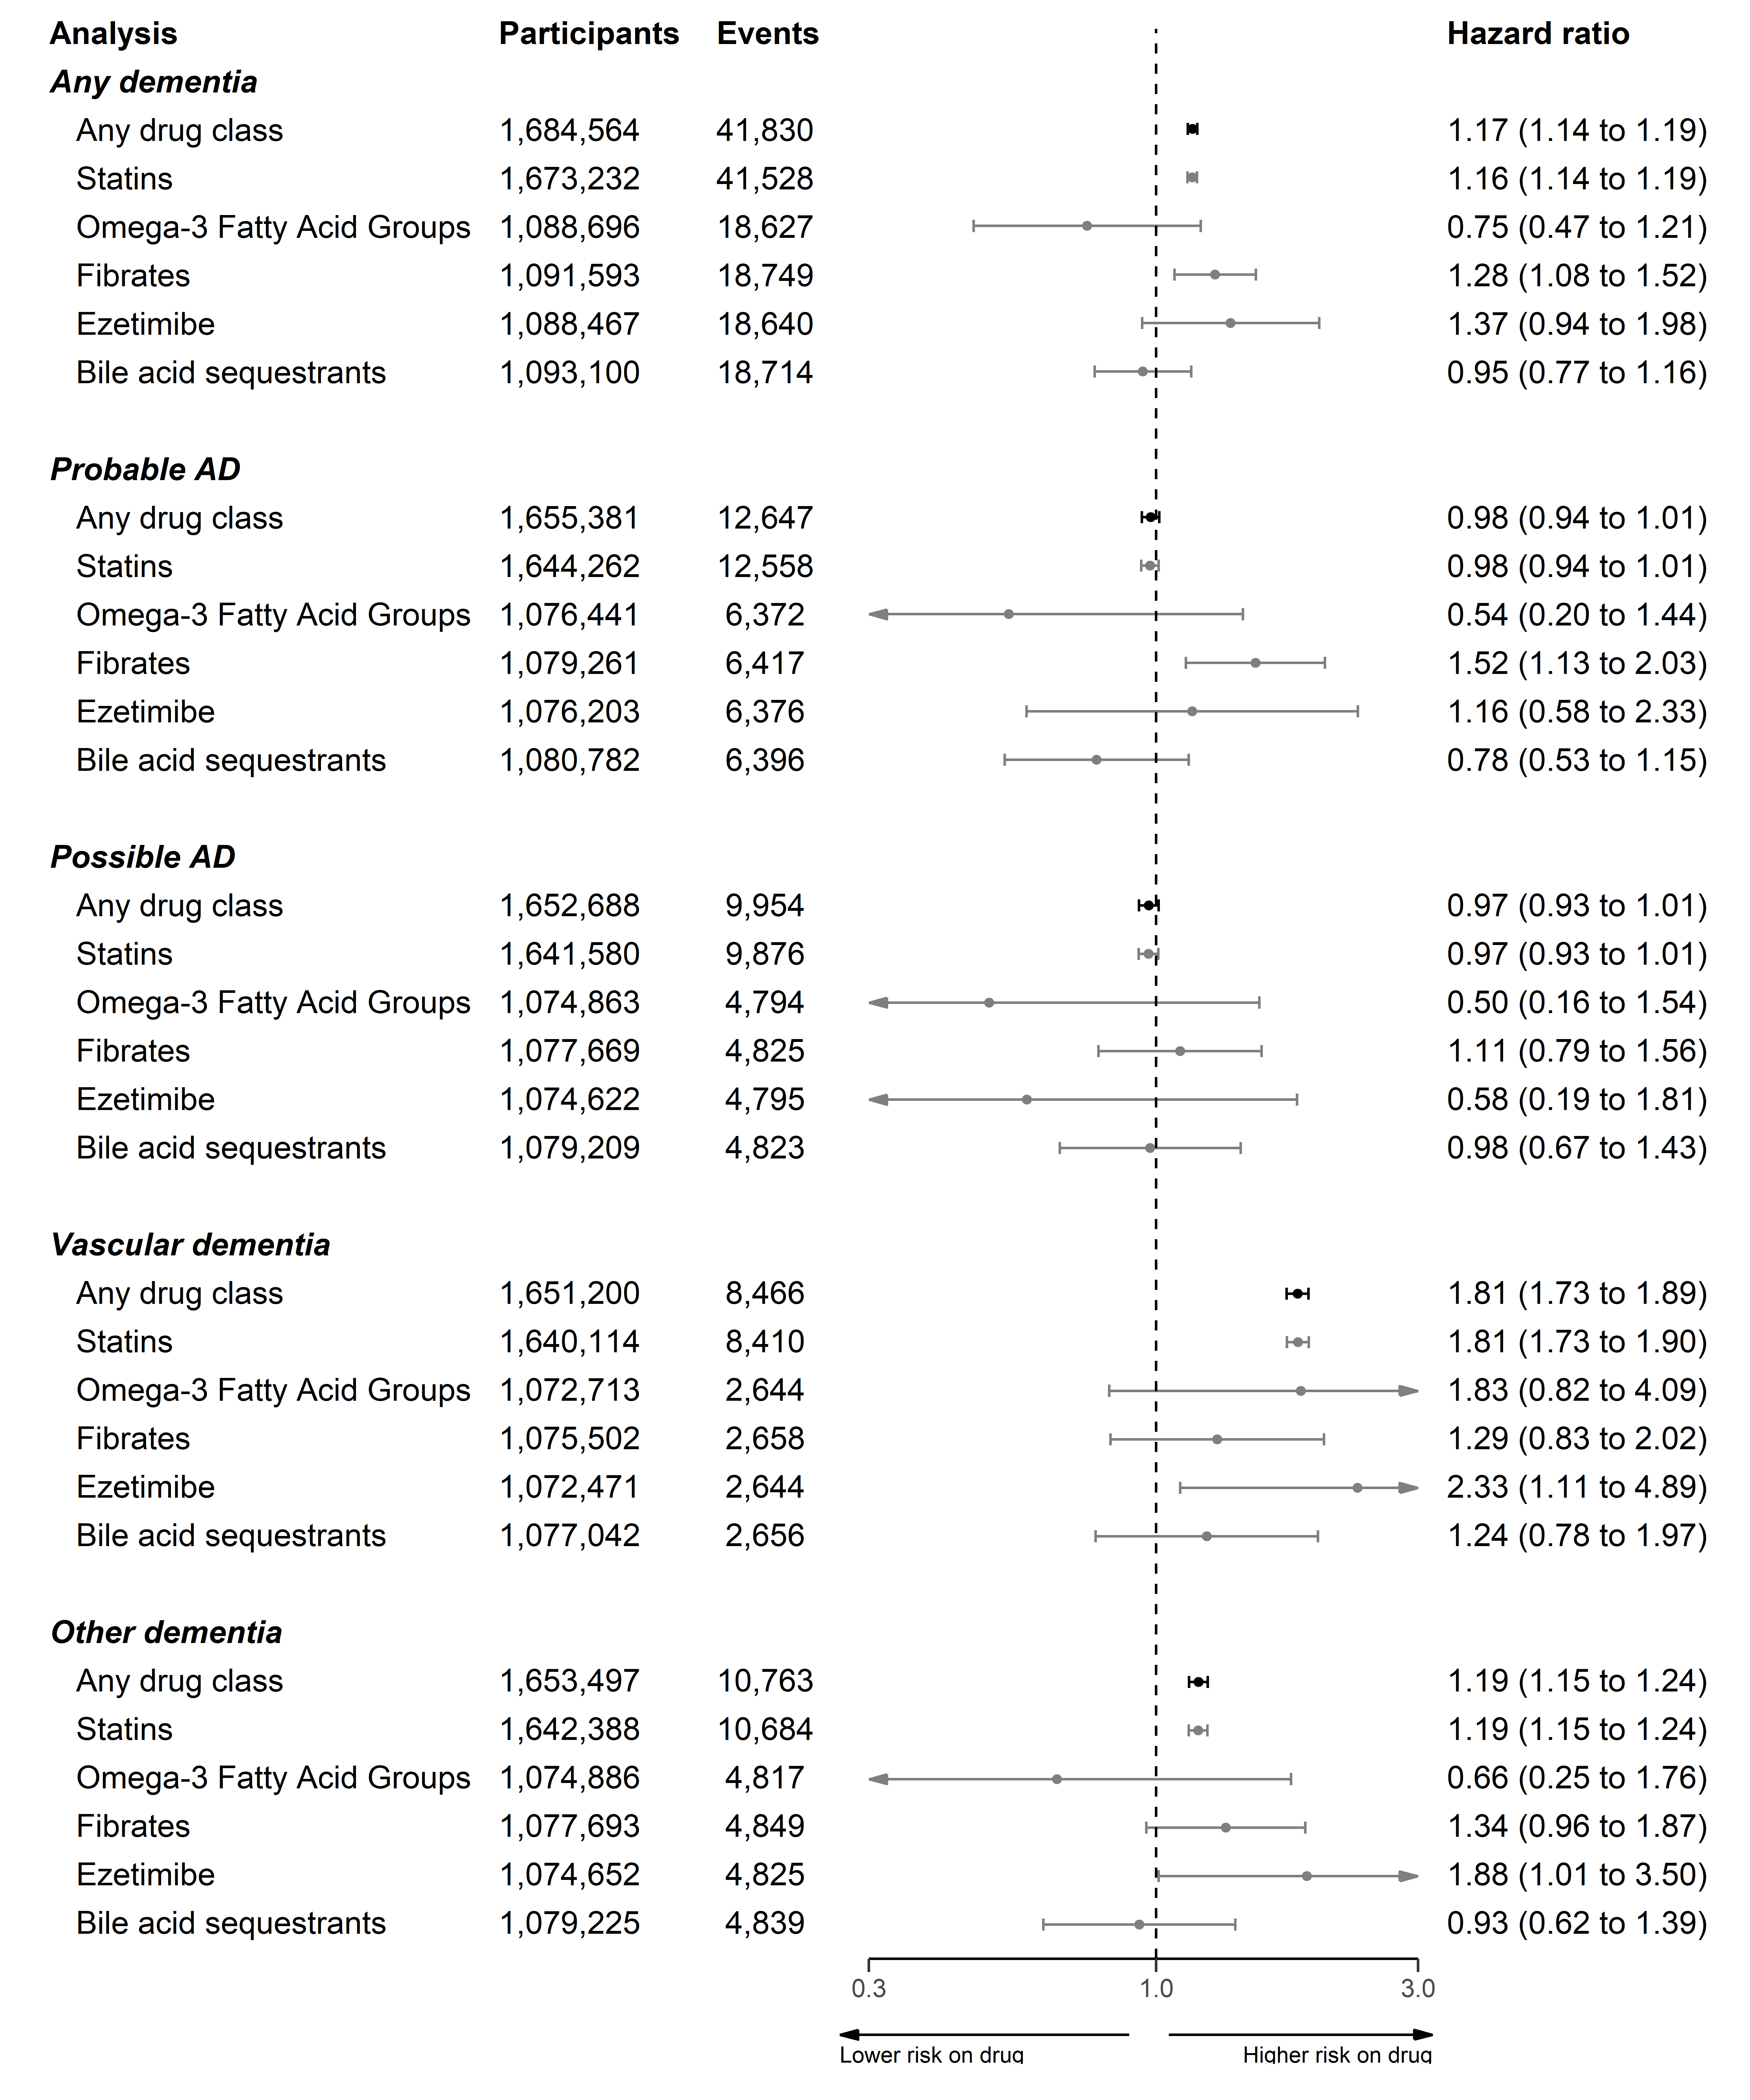 Analysis Participants Events Hazard ratio
Any dementia
Any drug class 1,684,564 41,830 1.17 (1.14 to 1.19)
Statins 1,673,232 41,528 1.16 (1.14 to 1.19)
Omega-3 Fatty Acid Groups 1,088,696 18,627 0.75 (0.47 to 1.21)
Fibrates 1,091,593 18,749 1.28 (1.08 to 1.52)
Ezetimibe 1,088,467 18,640 1.37 (0.94 to 1.98)
Bile acid sequestrants 1,093,100 18,714 0.95 (0.77 to 1.16)
Probable AD
Any drug class 1,655,381 12,647 0.98 (0.94 to 1.01)
Statins 1,644,262 12,558 0.98 (0.94 to 1.01)
Omega-3 Fatty Acid Groups 1,076,441 6,372 0.54 (0.20 to 1.44)
Fibrates 1,079,261 6,417 1.52 (1.13 to 2.03)
Ezetimibe 1,076,203 6,376 1.16 (0.58 to 2.33)
Bile acid sequestrants 1,080,782 6,396 0.78 (0.53 to 1.15)
Possible AD
Any drug class 1,652,688 9,954 0.97 (0.93 to 1.01)
Statins 1,641,580 9,876 0.97 (0.93 to 1.01)
Omega-3 Fatty Acid Groups 1,074,863 4,794 0.50 (0.16 to 1.54)
Fibrates 1,077,669 4,825 1.11 (0.79 to 1.56)
Ezetimibe 1,074,622 4,795 0.58 (0.19 to 1.81)
Bile acid sequestrants 1,079,209 4,823 0.98 (0.67 to 1.43)
Vascular dementia
Any drug class 1,651,200 8,466 1.81 (1.73 to 1.89)
Statins 1,640,114 8,410 1.81 (1.73 to 1.90)
Omega-3 Fatty Acid Groups 1,072,713 2,644 1.83 (0.82 to 4.09)
Fibrates 1,075,502 2,658 1.29 (0.83 to 2.02)
Ezetimibe 1,072,471 2,644 2.33 (1.11 to 4.89)
Bile acid sequestrants 1,077,042 2,656 1.24 (0.78 to 1.97)
Other dementia
Any drug class 1,653,497 10,763 1.19 (1.15 to 1.24)
Statins 1,642,388 10,684 1.19 (1.15 to 1.24)
Omega-3 Fatty Acid Groups 1,074,886 4,817 0.66 (0.25 to 1.76)
Fibrates 1,077,693 4,849 1.34 (0.96 to 1.87)
Ezetimibe 1,074,652 4,825 1.88 (1.01 to 3.50)
Bile acid sequestrants 1,079,225 4,839 0.93 (0.62 to 1.39)
0.3 1.0 3.0
Lower risk on drug Higher risk on drug